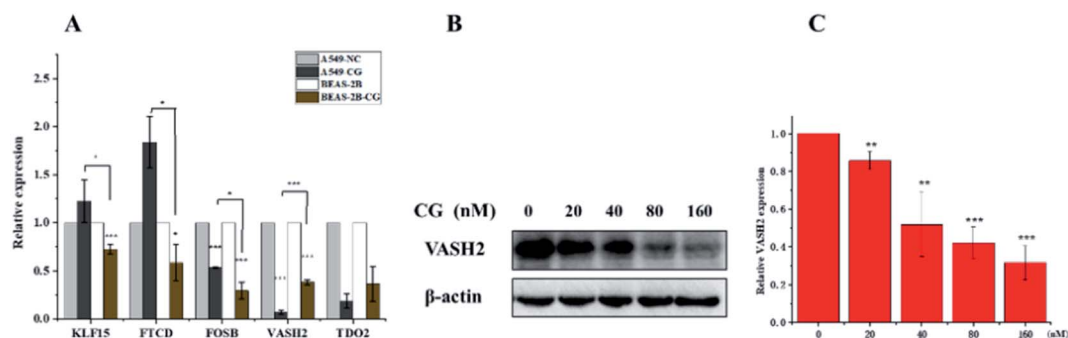 A
A549-NC
A549-CG
BEAS-2B
BEAS-2B-CG
Relative expression
2.5
2.0
1.5
1.0
0.5
0.0
*
*
*
***
***
***
*
***
***
***
KLF15 FTCD FOSB VASH2 TDO2
B
CG (nM) 0 20 40 80 160
VASH2
β-actin
C
Relative VASH2 expression
1.0
0.8
0.6
0.4
0.2
0.0
**
**
***
***
0 20 40 80 160 (nM)